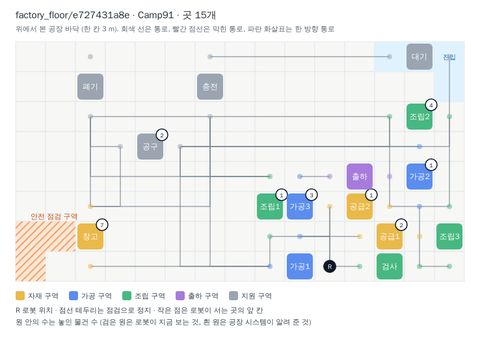 factory_floor/e727431a8e · Camp91 · 곳 15개
위에서 본 공장 바닥 (한 칸 3 m). 회색 선은 통로, 빨간 점선은 막힌 통로, 파란 화살표는 한 방향 통로
대기
폐기
충전
조립2
4
공구
2
출하
가공2
1
안전 점검 구역
창고
7
조립1
1
가공3
3
공급2
1
공급1
2
조립3
가공1
R
검사
자재 구역
가공 구역
조립 구역
출하 구역
지원 구역
R 로봇 위치 · 점선 테두리는 점검으로 정지 · 작은 점은 로봇이 서는 곳의 앞 칸
원 안의 수는 놓인 물건 수 (검은 원은 로봇이 지금 보는 것, 흰 원은 공장 시스템이 알려 준 것)